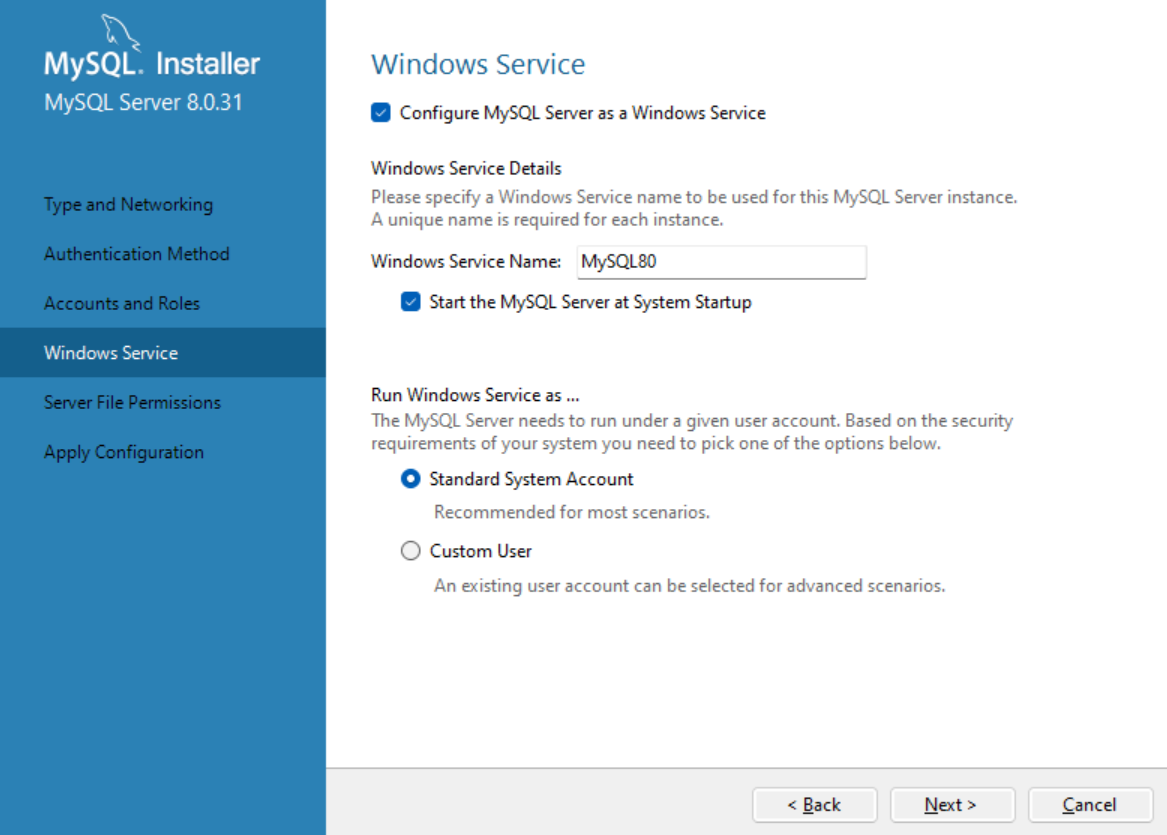 MySQL. Installer
MySQL Server 8.0.31
Type and Networking
Authentication Method
Accounts and Roles
Windows Service
Server File Permissions
Apply Configuration
Windows Service
Configure MySQL Server as a Windows Service
Windows Service Details
Please specify a Windows Service name to be used for this MySQL Server instance.
A unique name is required for each instance.
Windows Service Name: MySQL80
Start the MySQL Server at System Startup
Run Windows Service as ...
The MySQL Server needs to run under a given user account. Based on the security
requirements of your system you need to pick one of the options below.
Standard System Account
Recommended for most scenarios.
Custom User
An existing user account can be selected for advanced scenarios.
< Back Next > Cancel